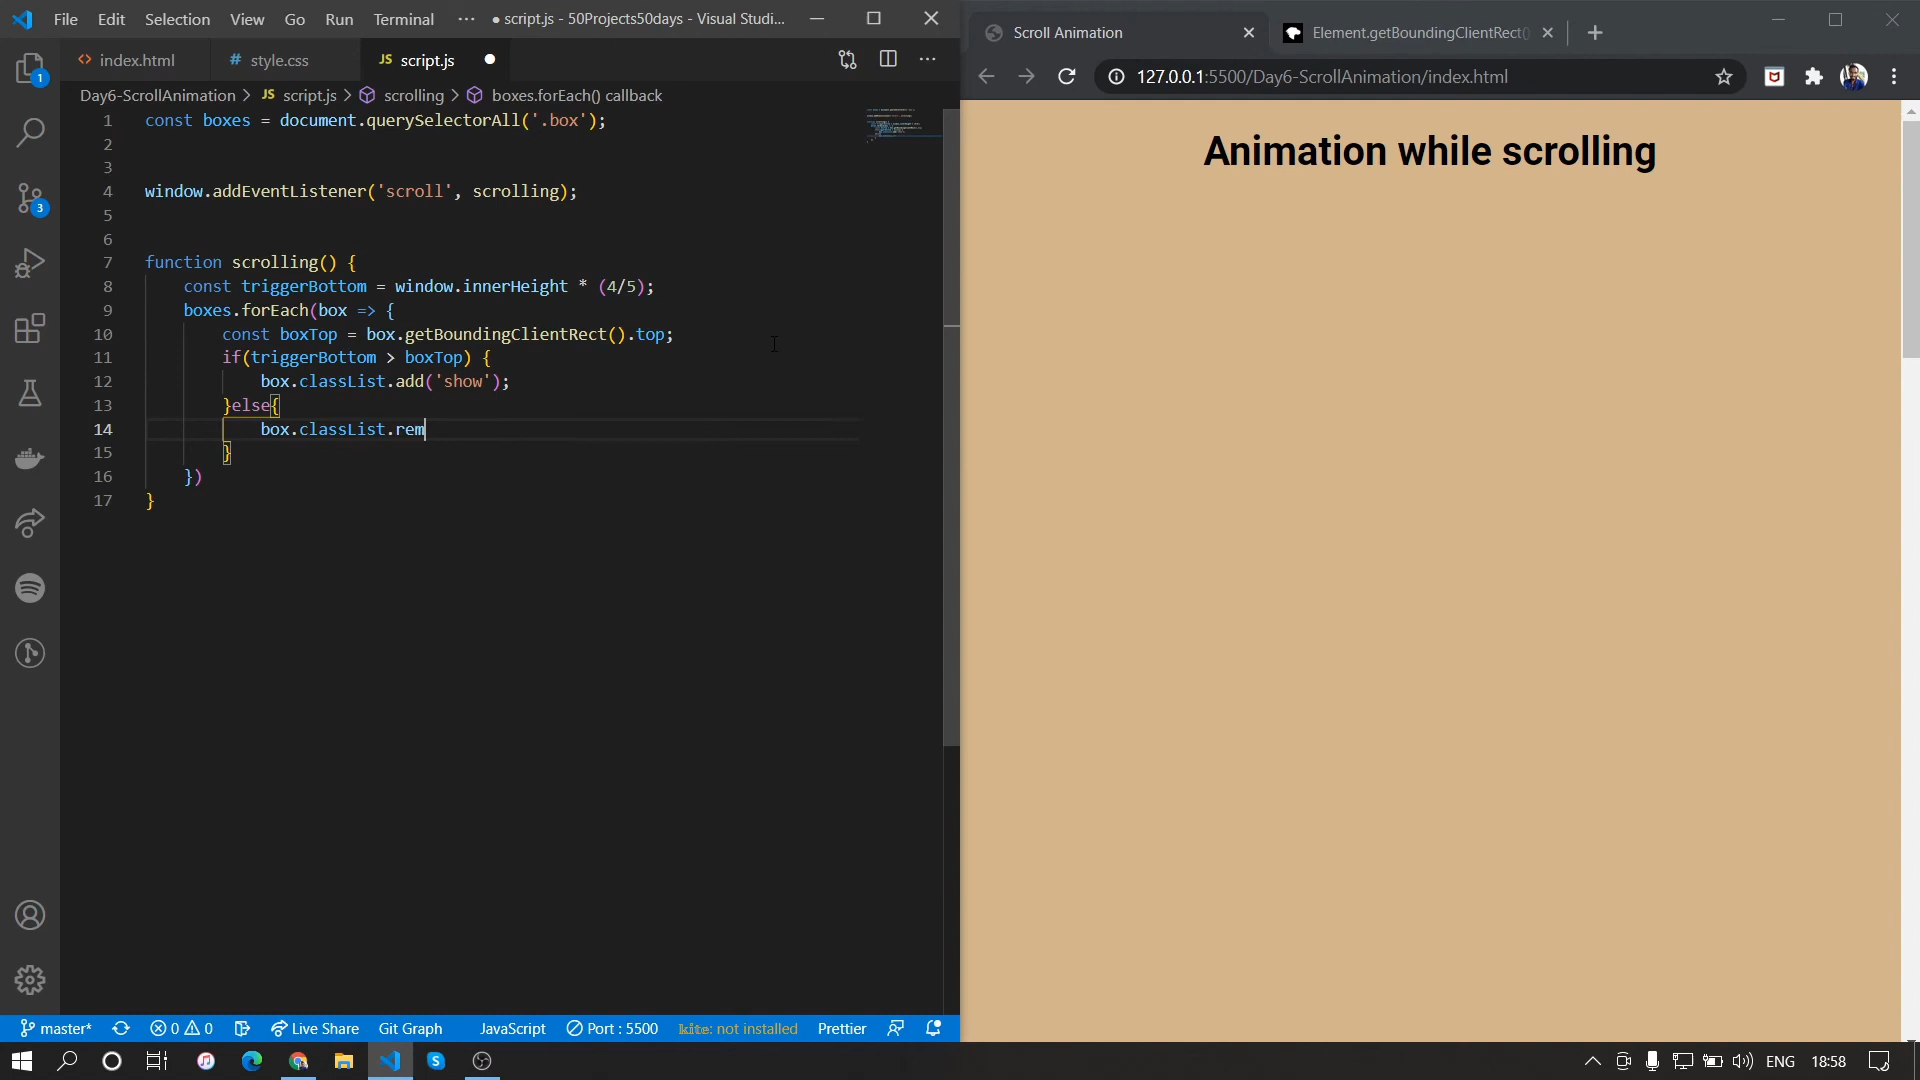 File Edit Selection View Go Run Terminal ··· ● script.js - 50Projects50days - Visual Studi...
<> index.html # style.css JS script.js ●
Day6-ScrollAnimation > JS script.js > scrolling > boxes.forEach() callback
1 const boxes = document.querySelectorAll('.box');
2
3
4 window.addEventListener('scroll', scrolling);
5
6
7 function scrolling() {
8 const triggerBottom = window.innerHeight * (4/5);
9 boxes.forEach(box => {
10 const boxTop = box.getBoundingClientRect().top;
11 if(triggerBottom > boxTop) {
12 box.classList.add('show');
13 }else{
14 box.classList.rem
15 }
16 })
17 }
1
3
master* 0 0 Live Share Git Graph JavaScript Port : 5500 kite: not installed Prettier
Scroll Animation Element.getBoundingClientRect()
127.0.0.1:5500/Day6-ScrollAnimation/index.html
Animation while scrolling
ENG 18:58